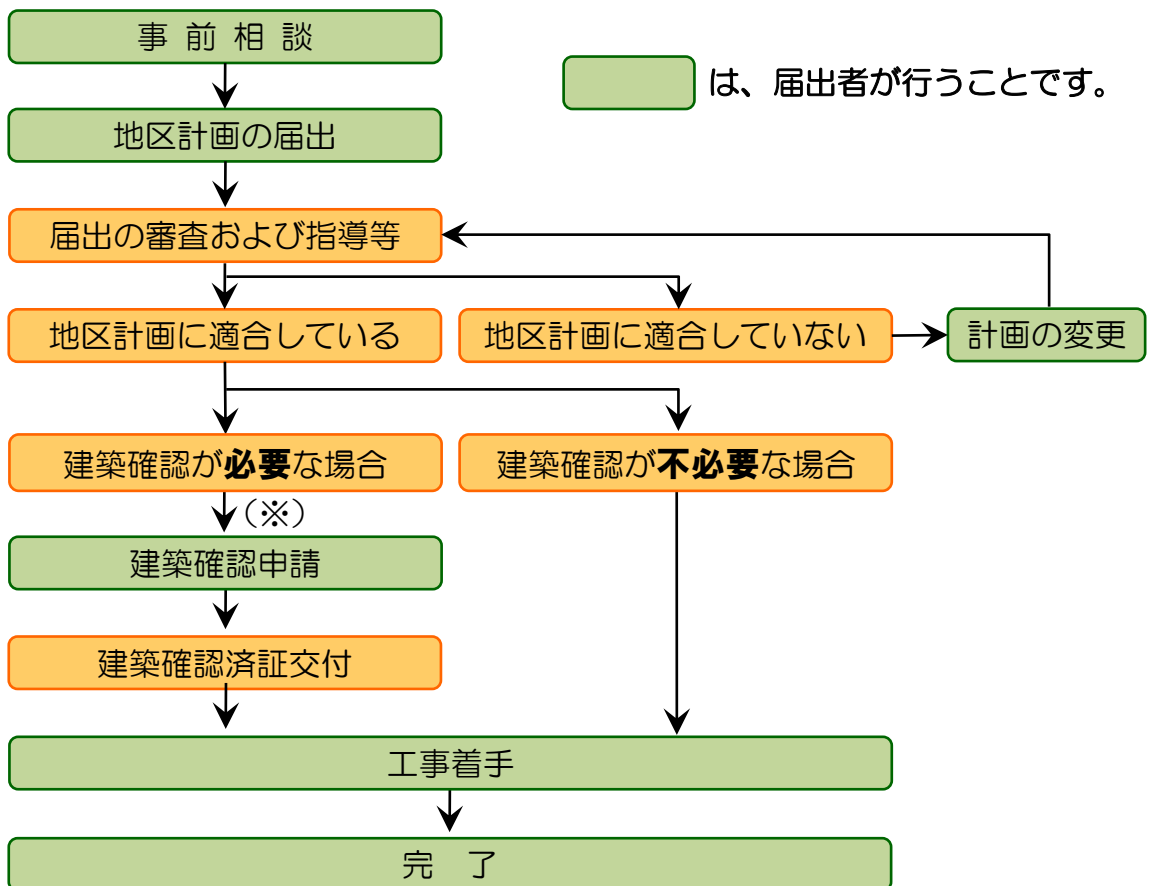 事 前 相 談
は、届出者が行うことです。
地区計画の届出
届出の審査および指導等
地区計画に適合している
地区計画に適合していない
計画の変更
建築確認が必要な場合
建築確認が不必要な場合
(※)
建築確認申請
建築確認済証交付
工事着手
完 了